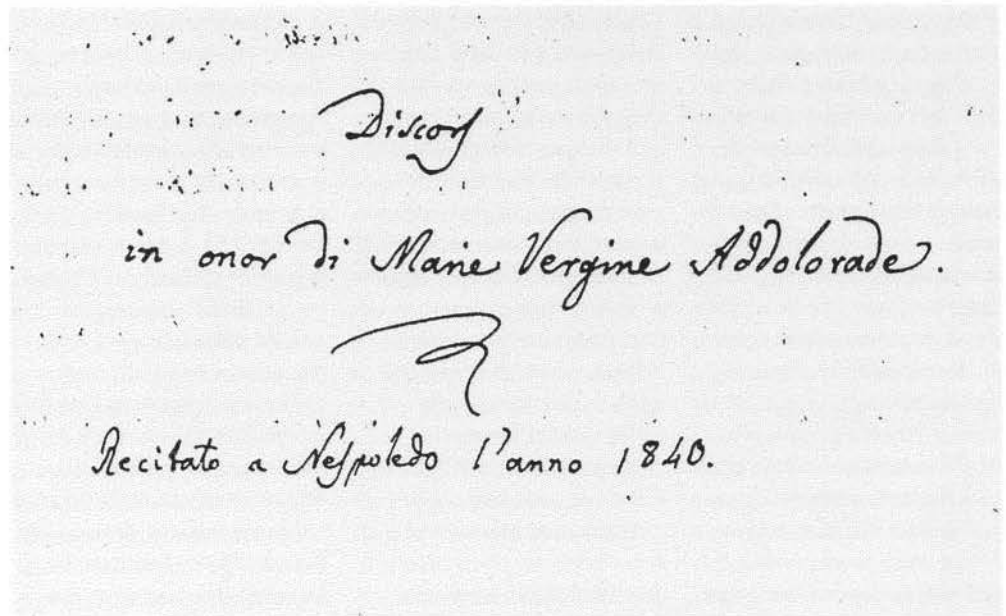 Discors
in onor di Marie Vergine Addolorade.
Recitato a Nespoledo l'anno 1840.